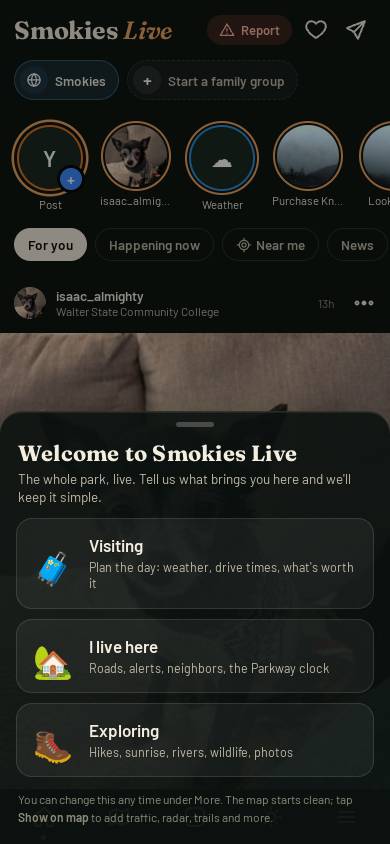 Smokies Live
Report
Smokies
+ Start a family group
Y
+
Post
isaac_almig...
Weather
Purchase Kn...
Look
For you
Happening now
Near me
News
isaac_almighty
Walter State Community College
13h
Welcome to Smokies Live
The whole park, live. Tell us what brings you here and we'll
keep it simple.
Visiting
Plan the day: weather, drive times, what's worth
it
I live here
Roads, alerts, neighbors, the Parkway clock
Exploring
Hikes, sunrise, rivers, wildlife, photos
You can change this any time under More. The map starts clean; tap
Show on map to add traffic, radar, trails and more.